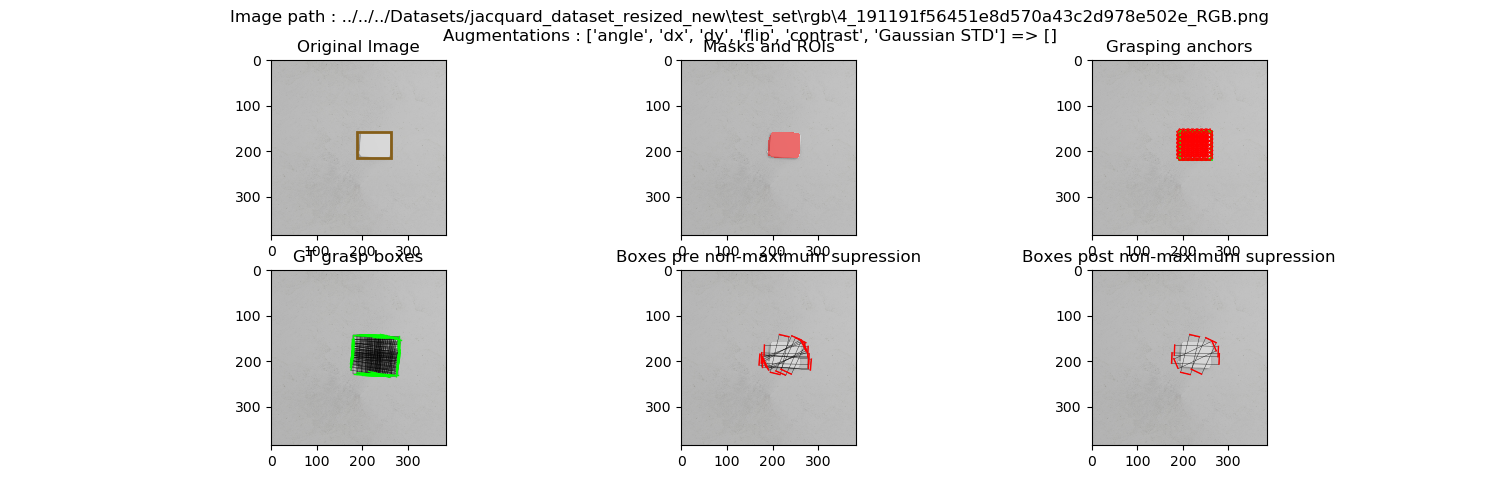 Image path : ../../../Datasets/jacquard_dataset_resized_new\test_set\rgb\4_191191f56451e8d570a43c2d978e502e_RGB.png
Augmentations : ['angle', 'dx', 'dy', 'flip', 'contrast', 'Gaussian STD'] => []
Original Image
Masks and ROIs
Grasping anchors
0
100
200
300
0 100 200 300
0
100
200
300
0 100 200 300
0
100
200
300
0 100 200 300
GT grasp boxes
Boxes pre non-maximum supression
Boxes post non-maximum supression
0
100
200
300
0 100 200 300
0
100
200
300
0 100 200 300
0
100
200
300
0 100 200 300